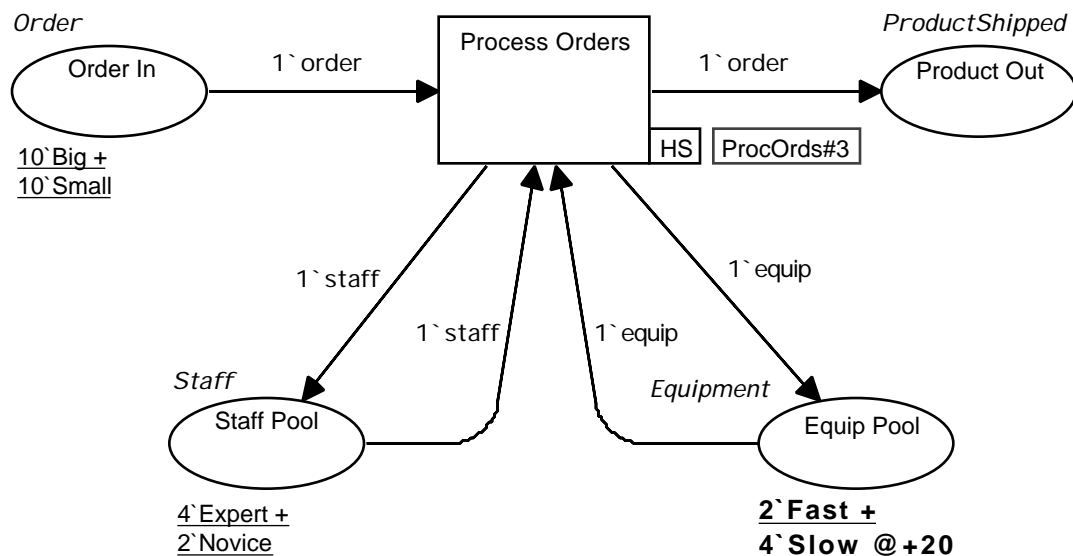 Order
ProductShipped
Order In
1`order
Process Orders
1`order
Product Out
10`Big +
10`Small
HS
ProcOrds#3
1`staff
1`equip
1`staff
1`equip
Staff
Equipment
Staff Pool
Equip Pool
4`Expert +
2`Novice
2`Fast +
4`Slow @+20